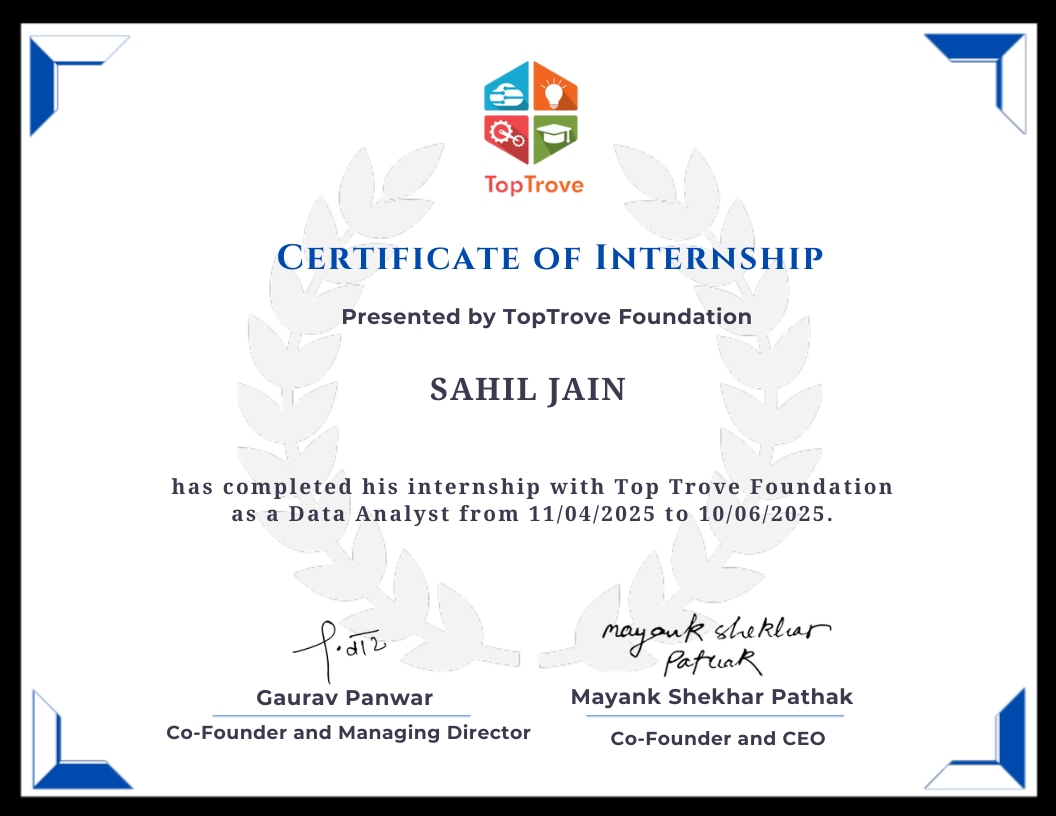 TopTrove
CERTIFICATE OF INTERNSHIP
Presented by TopTrove Foundation
SAHIL JAIN
has completed his internship with Top Trove Foundation
as a Data Analyst from 11/04/2025 to 10/06/2025.
mayank shekhar
Pathak
Gaurav Panwar
Mayank Shekhar Pathak
Co-Founder and Managing Director
Co-Founder and CEO